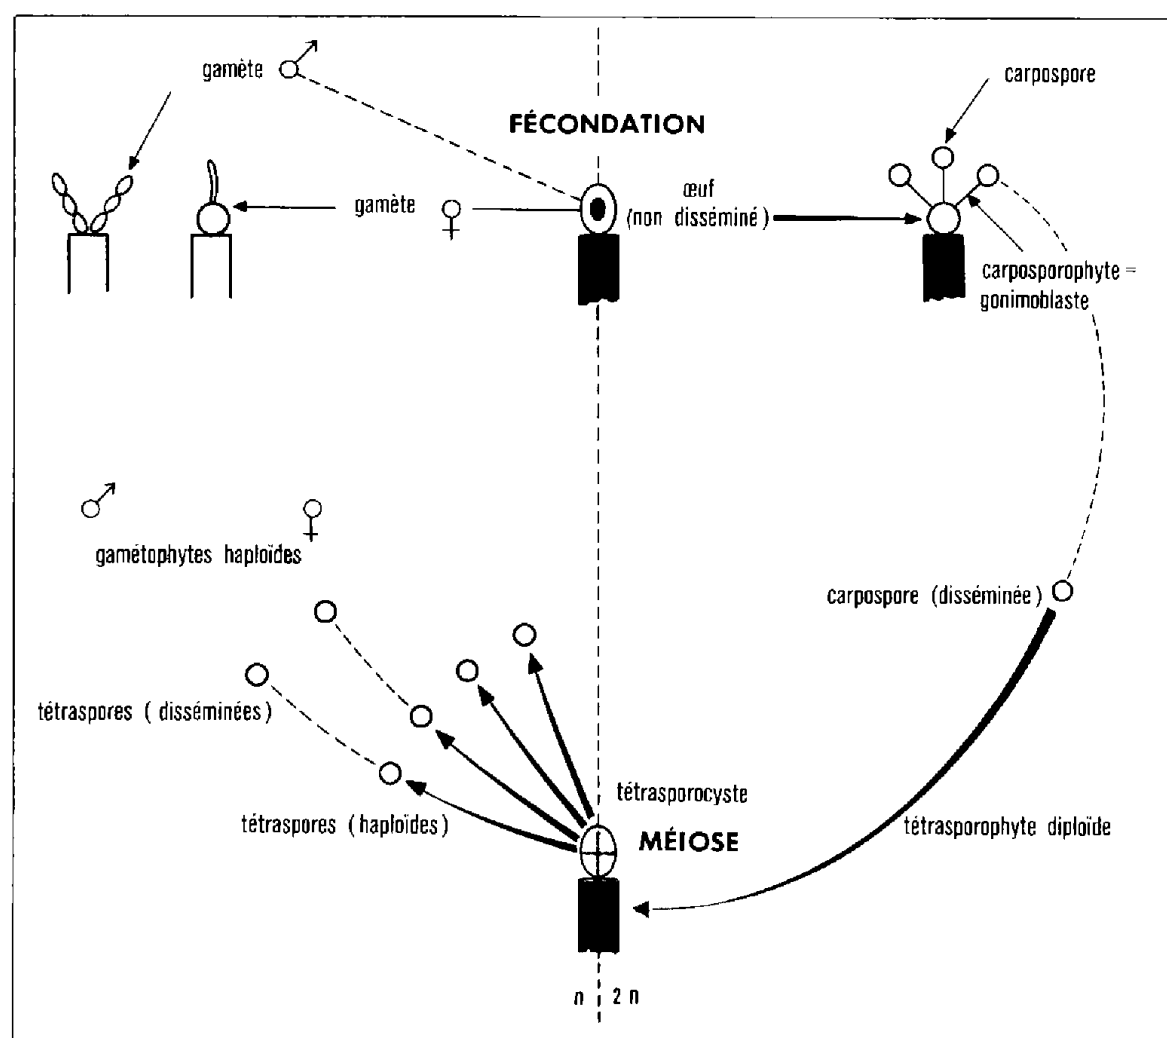 gamète
carpospore
FÉCONDATION
œuf
(non disséminé)
gamète
carposporophyte =
gonimoblaste
gamétophytes haploïdes
carpospore (disséminée)
tétraspores (disséminées)
tétrasporocyste
tétraspores (haploïdes)
MÉIOSE
tétrasporophyte diploïde
n 2 n